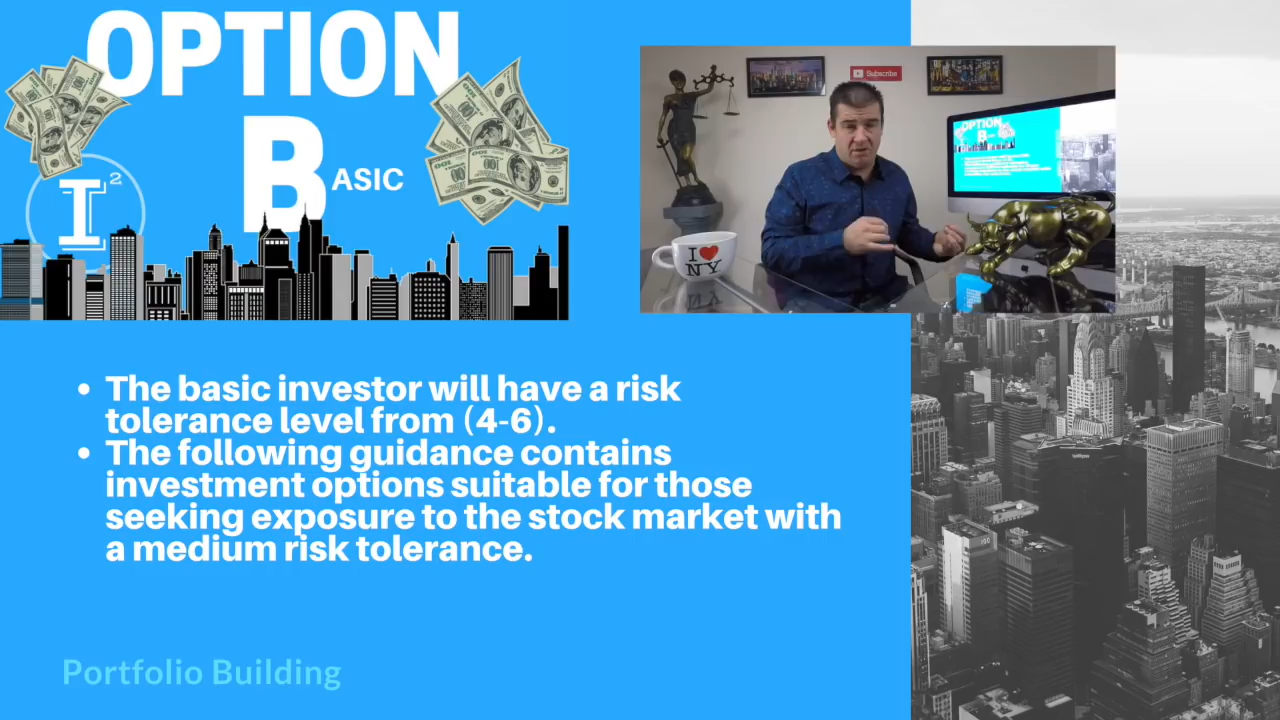 OPTION
BASIC
I²
Subscribe
OPTION
B
I ❤ NY
The basic investor will have a risk
tolerance level from (4-6).
The following guidance contains
investment options suitable for those
seeking exposure to the stock market with
a medium risk tolerance.
Portfolio Building